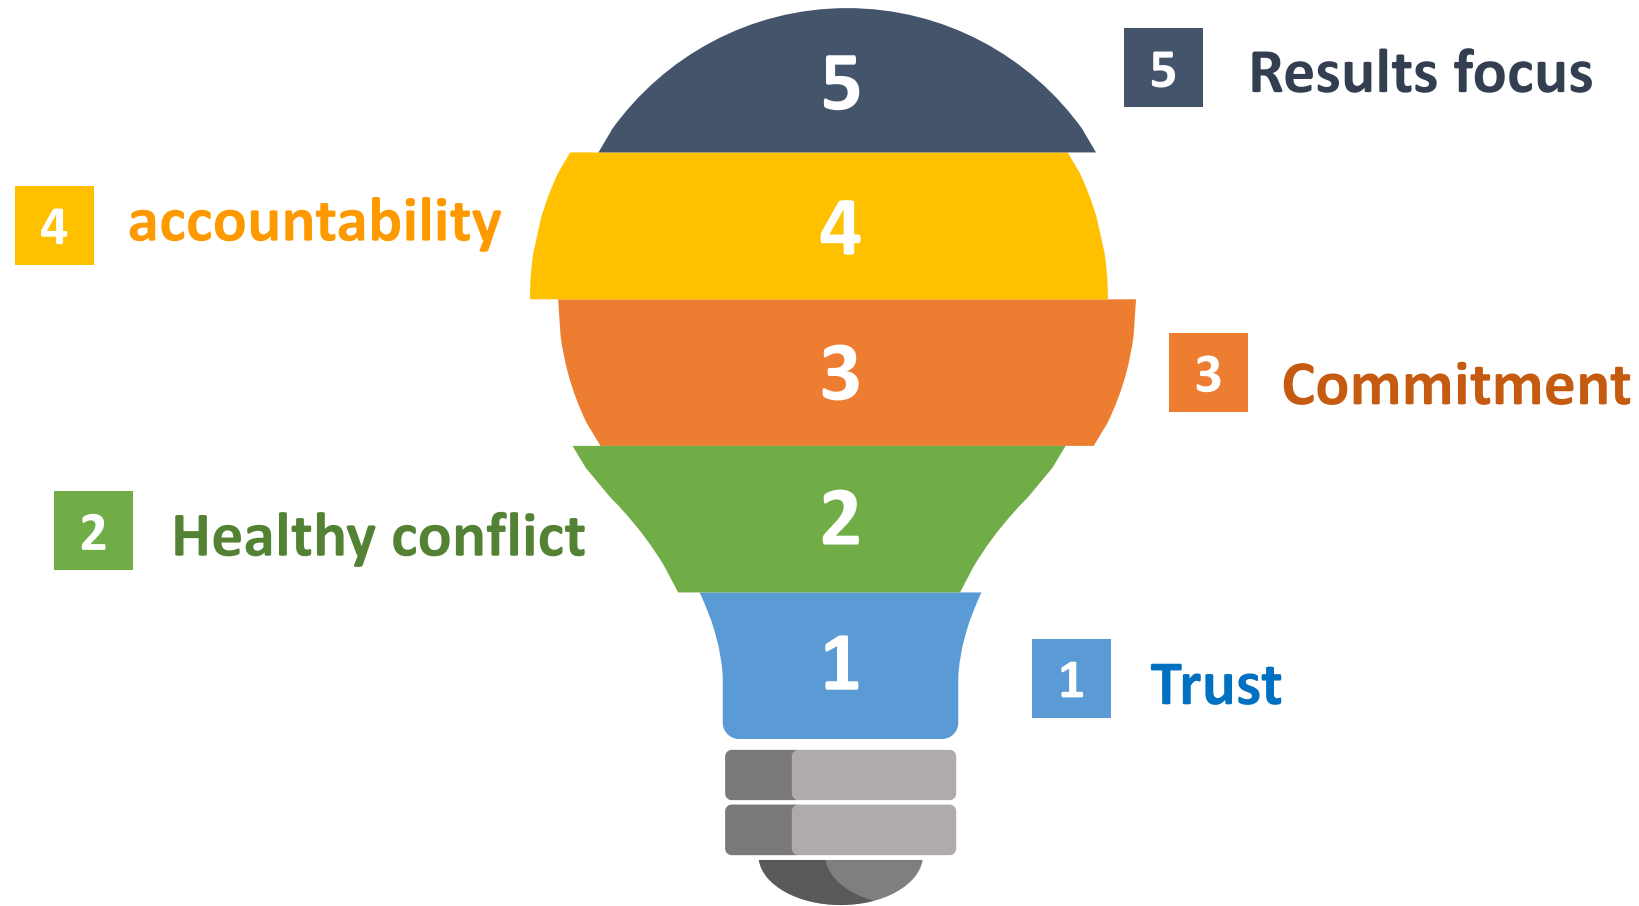 5
5 Results focus
4 accountability
4
3
3 Commitment
2 Healthy conflict
2
1
1 Trust